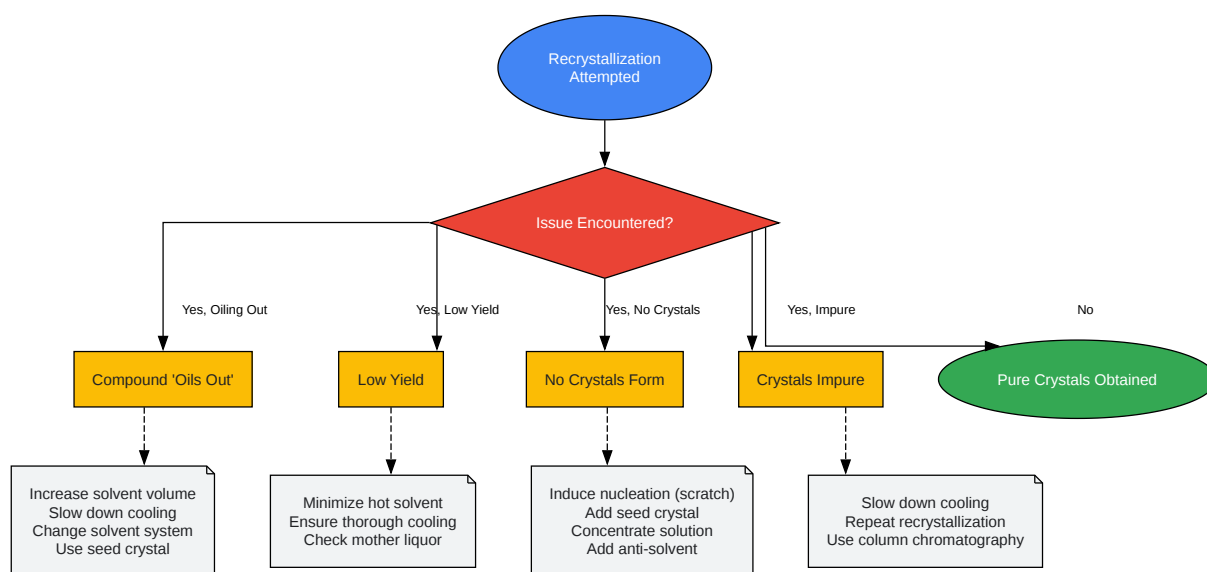 Recrystallization
Attempted
Issue Encountered?
Yes, Oiling Out
Yes, Low Yield
Yes, No Crystals
Yes, Impure
No
Compound 'Oils Out'
Low Yield
No Crystals Form
Crystals Impure
Pure Crystals Obtained
Increase solvent volume
Slow down cooling
Change solvent system
Use seed crystal
Minimize hot solvent
Ensure thorough cooling
Check mother liquor
Induce nucleation (scratch)
Add seed crystal
Concentrate solution
Add anti-solvent
Slow down cooling
Repeat recrystallization
Use column chromatography